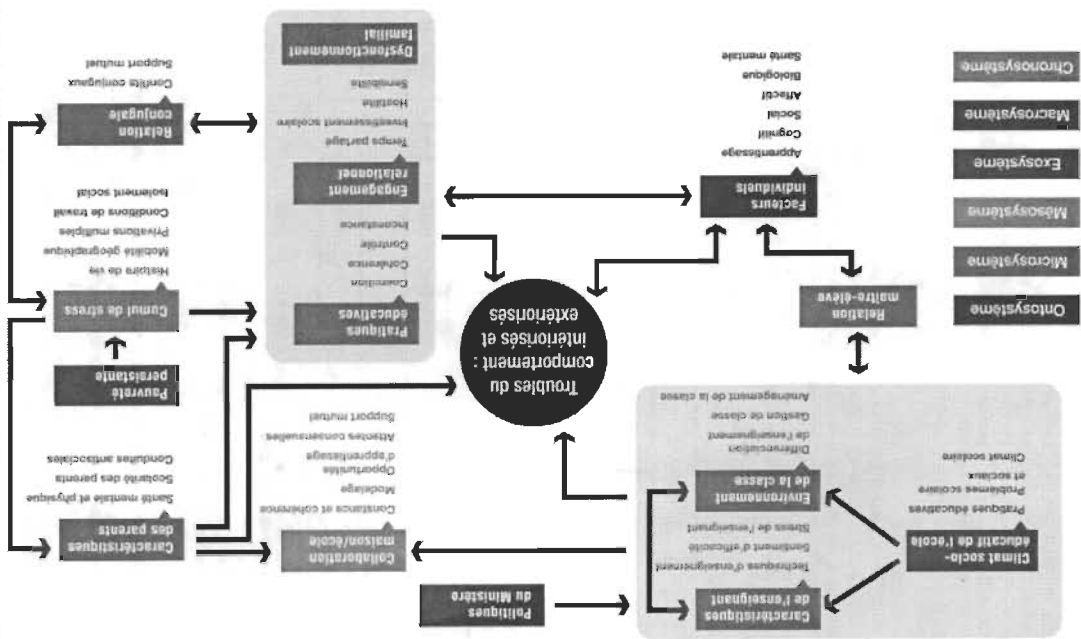 Climat socio-
éducatif de l'école
Pratiques éducatives
Problèmes scolaire
et sociaux
Climat scolaire
Caractéristiques
de l'enseignant
Techniques d'enseignement
Sentiment d'efficacité
Stress de l'enseignant
Environnement
de la classe
Différenciation
de l'enseignement
Gestion de classe
Aménagement de la classe
Politiques
du Ministère
Collaboration
maison/école
Constance et cohérence
Modelage
Opportunités
d'apprentissage
Attentes consensuelles
Support mutuel
Caractéristiques
des parents
Santé mentale et physique
Scolarité des parents
Conduites antisociales
Pauvreté
persistante
Cumul de stress
Histoire de vie
Mobilité géographique
Privations multiples
Conditions de travail
Isolement social
Relation
conjugale
Conflits conjugaux
Support mutuel
Pratiques
éducatives
Coercition
Cohérence
Contrôle
Inconstance
Engagement
relationnel
Temps partagé
Investissement scolaire
Hostilité
Sensibilité
Dysfonctionnement
familial
Troubles du
comportement :
intériorisés et
extériorisés
Relation
maître-élève
Facteurs
individuels
Apprentissage
Cognitif
Social
Affectif
Biologique
Santé mentale
Ontosystème
Microsystème
Mésosystème
Exosystème
Macrosystème
Chronosystème